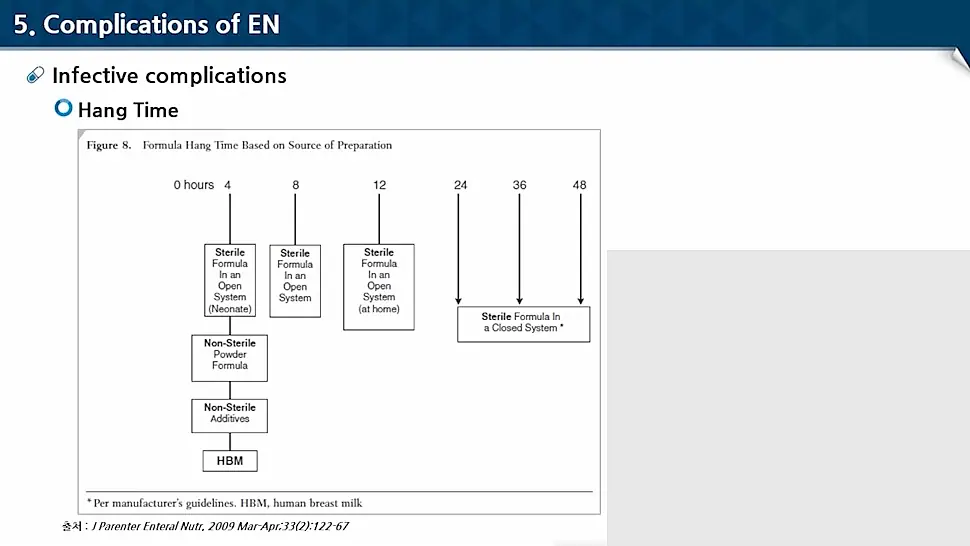 5. Complications of EN
Infective complications
Hang Time
Figure 8. Formula Hang Time Based on Source of Preparation
0 hours 4 8 12 24 36 48
Sterile
Formula
In an
Open
System
(Neonate)
Sterile
Formula
In an
Open
System
Sterile
Formula
In an
Open
System
(at home)
Sterile Formula In
a Closed System *
Non-Sterile
Powder
Formula
Non-Sterile
Additives
HBM
* Per manufacturer's guidelines. HBM, human breast milk
출처 : J Parenter Enteral Nutr. 2009 Mar-Apr;33(2):122-67